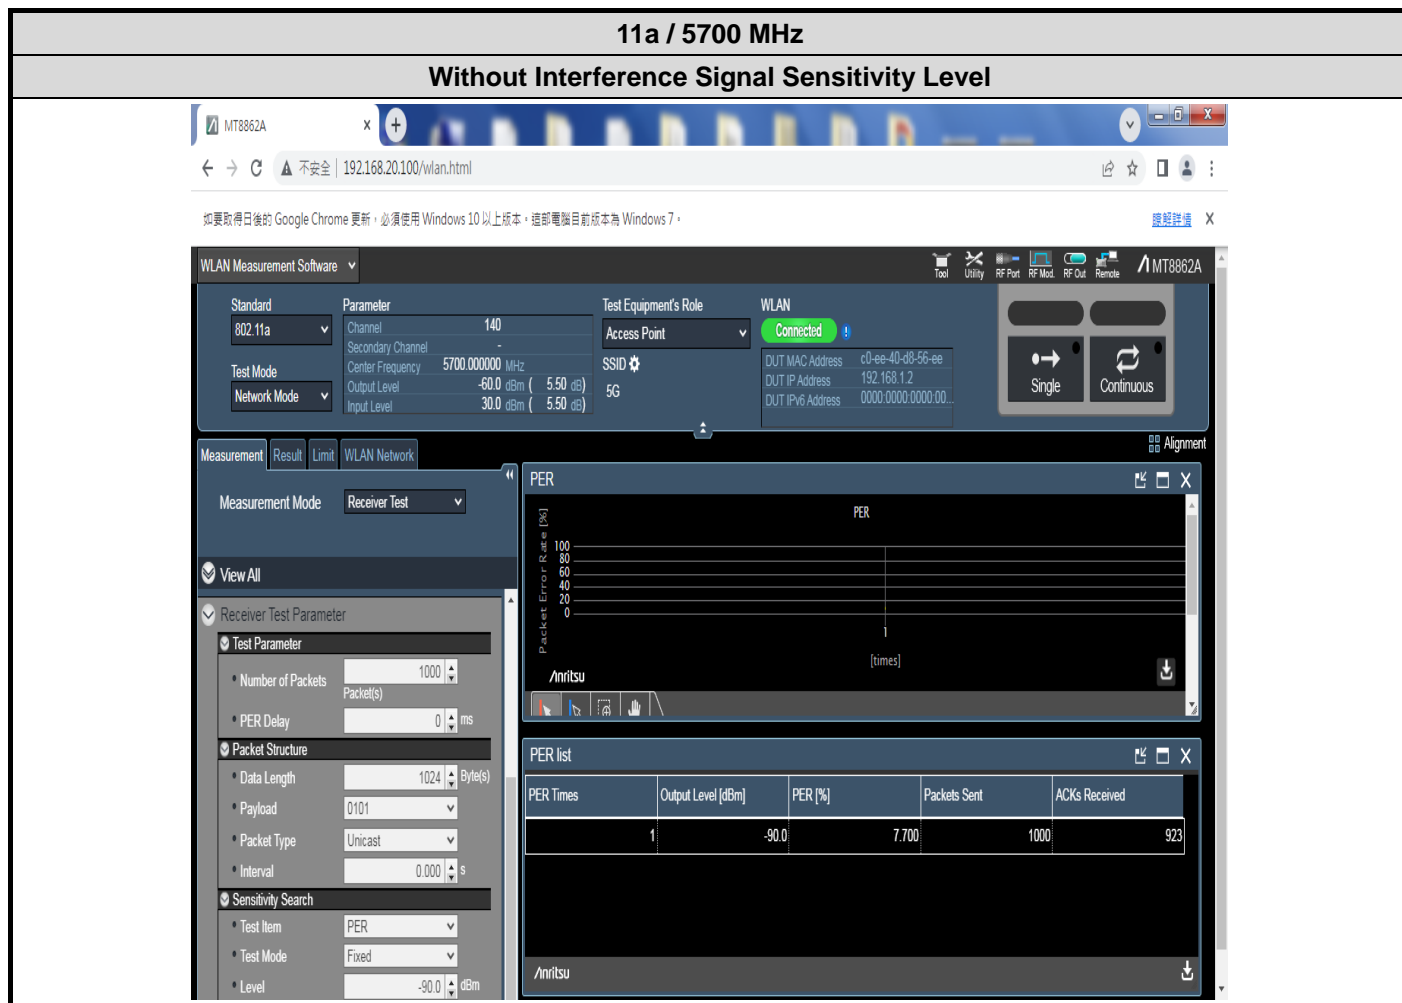 11a / 5700 MHz
Without Interference Signal Sensitivity Level
MT8862A
不安全 | 192.168.20.100/wlan.html
如要取得日後的 Google Chrome 更新，必須使用 Windows 10 以上版本。這部電腦目前版本為 Windows 7。 瞭解詳情
WLAN Measurement Software
Tool Utility RF Port RF Mod. RF Out Remote MT8862A
Standard Parameter Test Equipment's Role WLAN
802.11a Channel 140 Access Point Connected
Secondary Channel -
Test Mode Center Frequency 5700.000000 MHz SSID DUT MAC Address c0-ee-40-d8-56-ee
Network Mode Output Level -60.0 dBm ( 5.50 dB) 5G DUT IP Address 192.168.1.2
Input Level 30.0 dBm ( 5.50 dB) DUT IPv6 Address 0000:0000:0000:00...
Single Continuous
Alignment
Measurement Result Limit WLAN Network
Measurement Mode Receiver Test
View All
Receiver Test Parameter
Test Parameter
Number of Packets 1000
Packet(s)
PER Delay 0 ms
Packet Structure
Data Length 1024 Byte(s)
Payload 0101
Packet Type Unicast
Interval 0.000 s
Sensitivity Search
Test Item PER
Test Mode Fixed
Level -90.0 dBm
PER
PER
Packet Error Rate [%]
100
80
60
40
20
0
1
[times]
Anritsu
PER list
PER Times Output Level [dBm] PER [%] Packets Sent ACKs Received
1 -90.0 7.700 1000 923
Anritsu